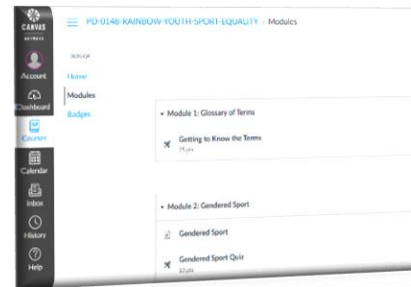 CANVAS
NETWORK
PD-0148-RAINBOW-YOUTH-SPORT-EQUALITY › Modules
Account
Dashboard
Courses
Calendar
Inbox
History
Help
Home
Modules
Badges
Module 1: Glossary of Terms
Getting to Know the Terms
Module 2: Gendered Sport
Gendered Sport
Gendered Sport Quiz